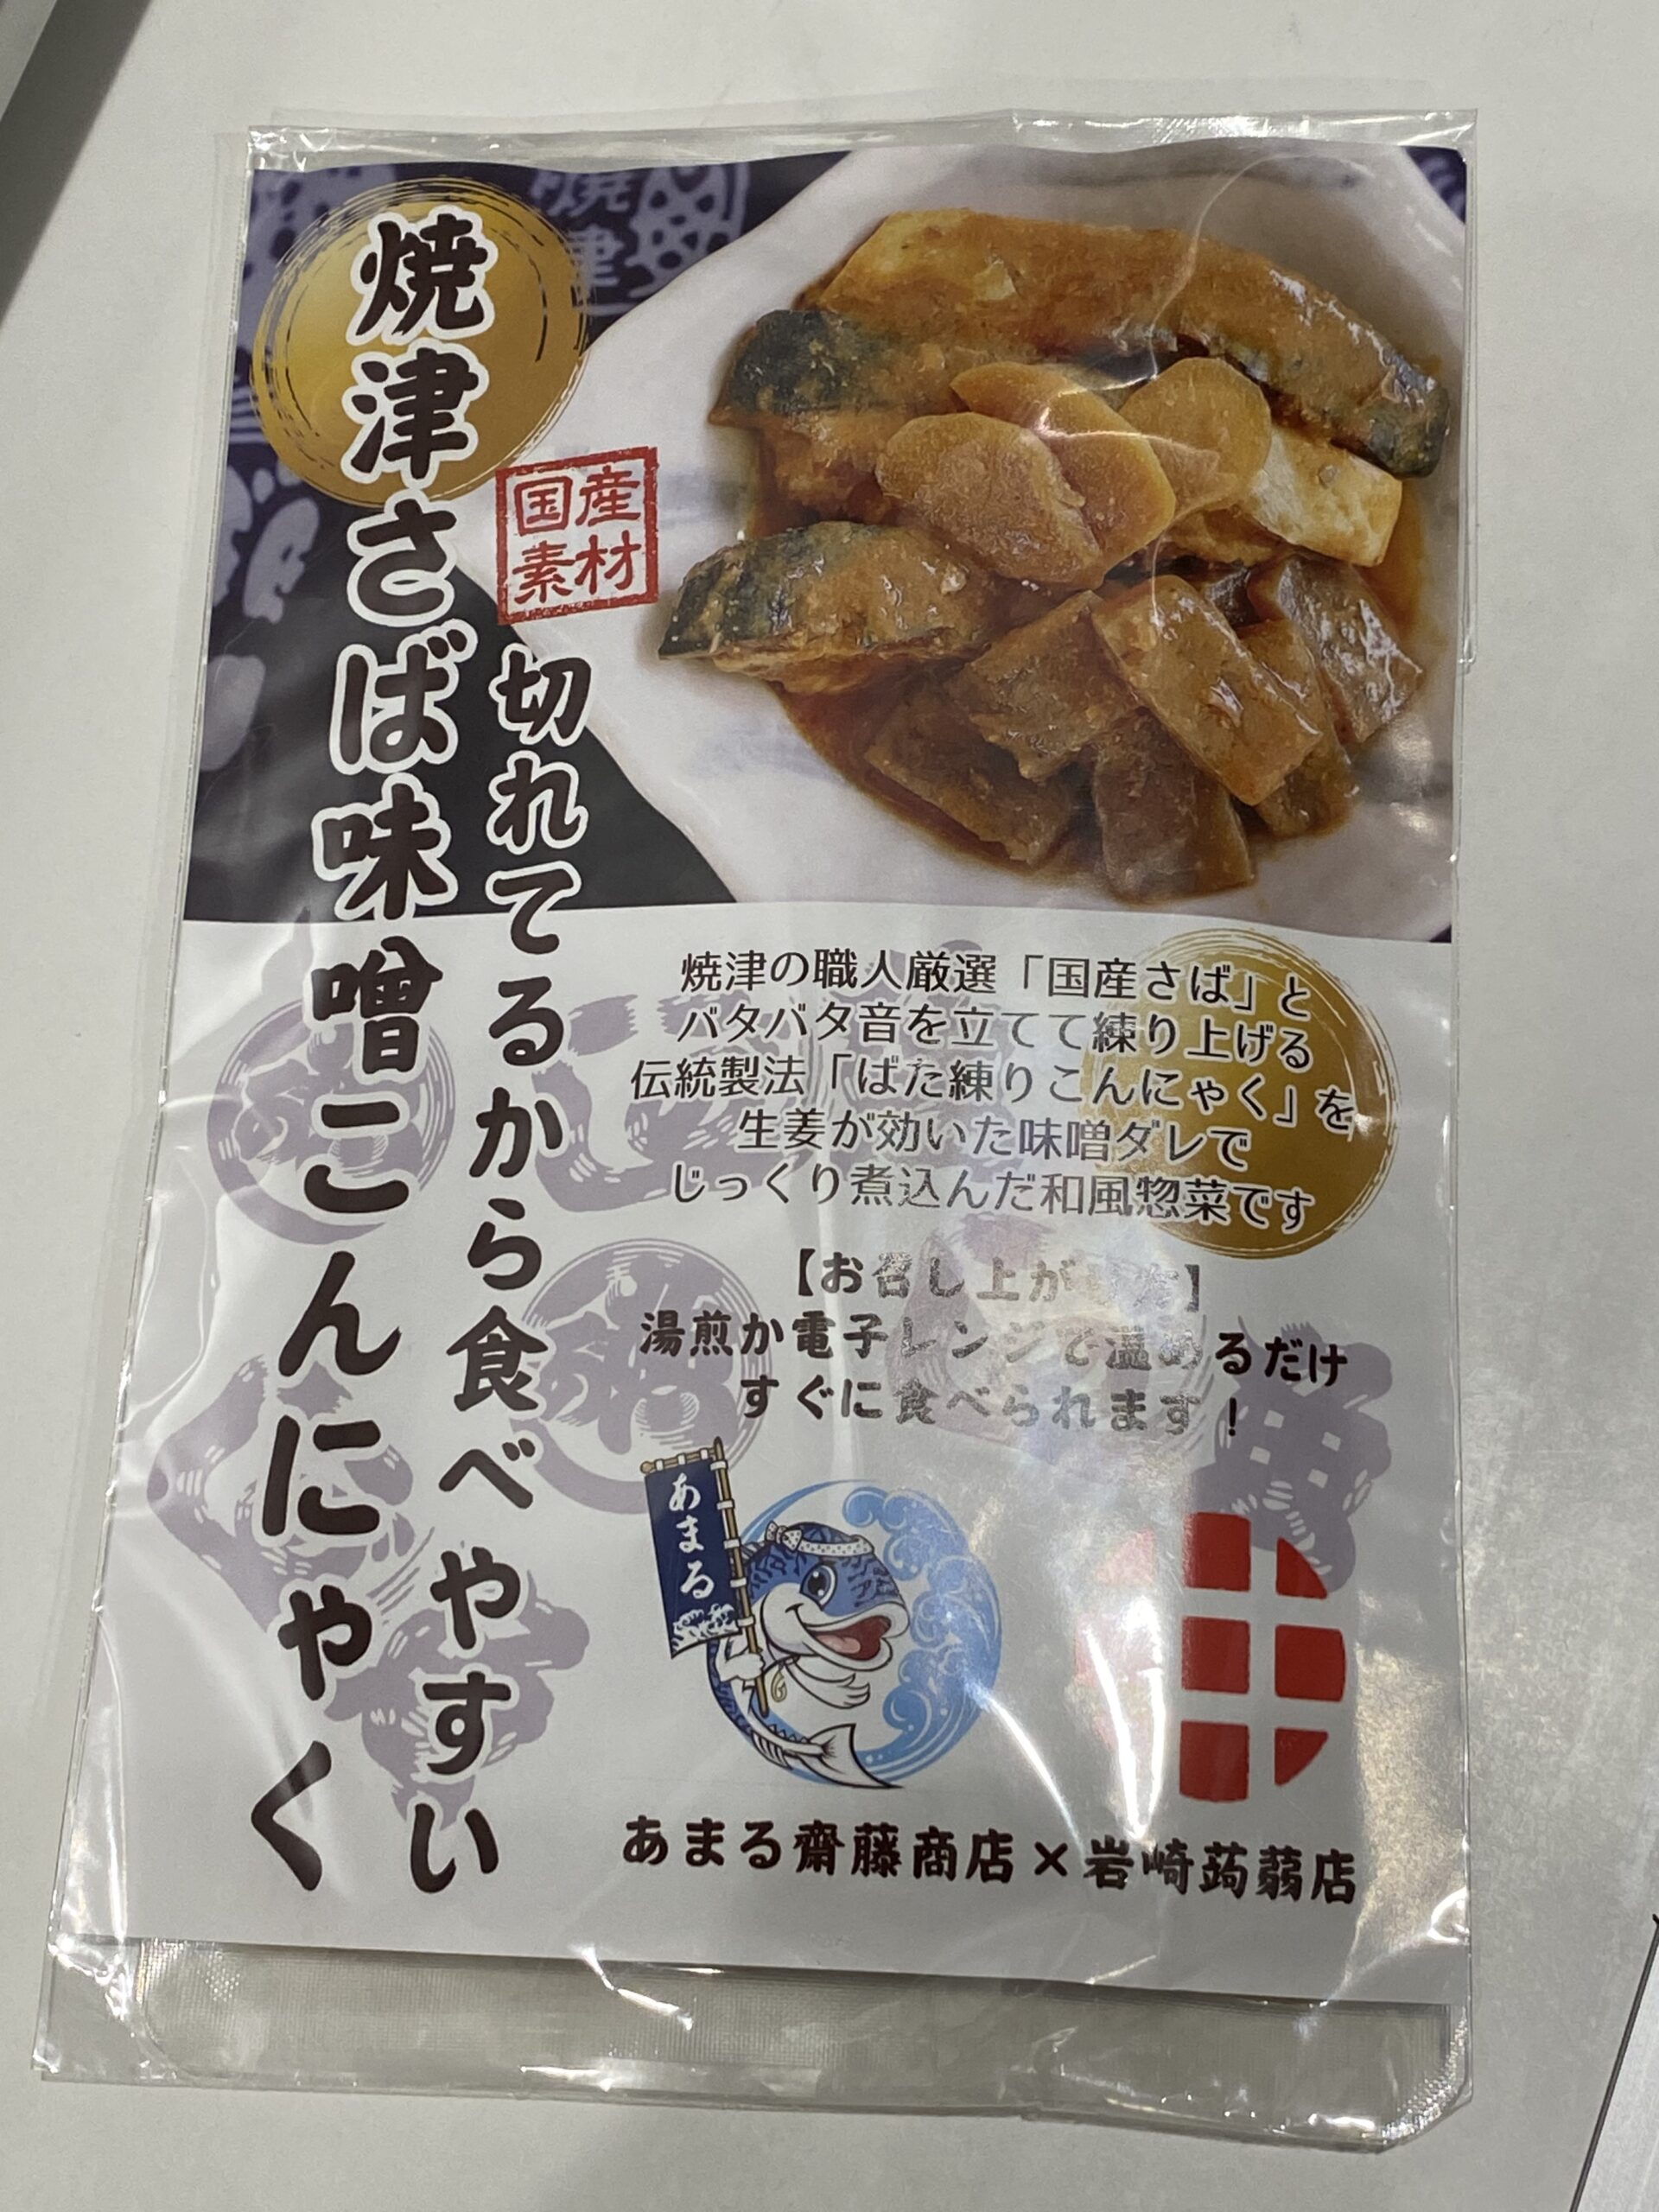 焼津さば味噌こんにゃく
切れてるから食べやすい
国産
素材
焼津の職人厳選「国産さば」と
バタバタ音を立てて練り上げる
伝統製法「ばた練りこんにゃく」を
生姜が効いた味噌ダレで
じっくり煮込んだ和風惣菜です
【お召し上がり方】
湯煎か電子レンジで温めるだけ
すぐに食べられます!
あまる
あまる齋藤商店×岩崎蒟蒻店
焼津